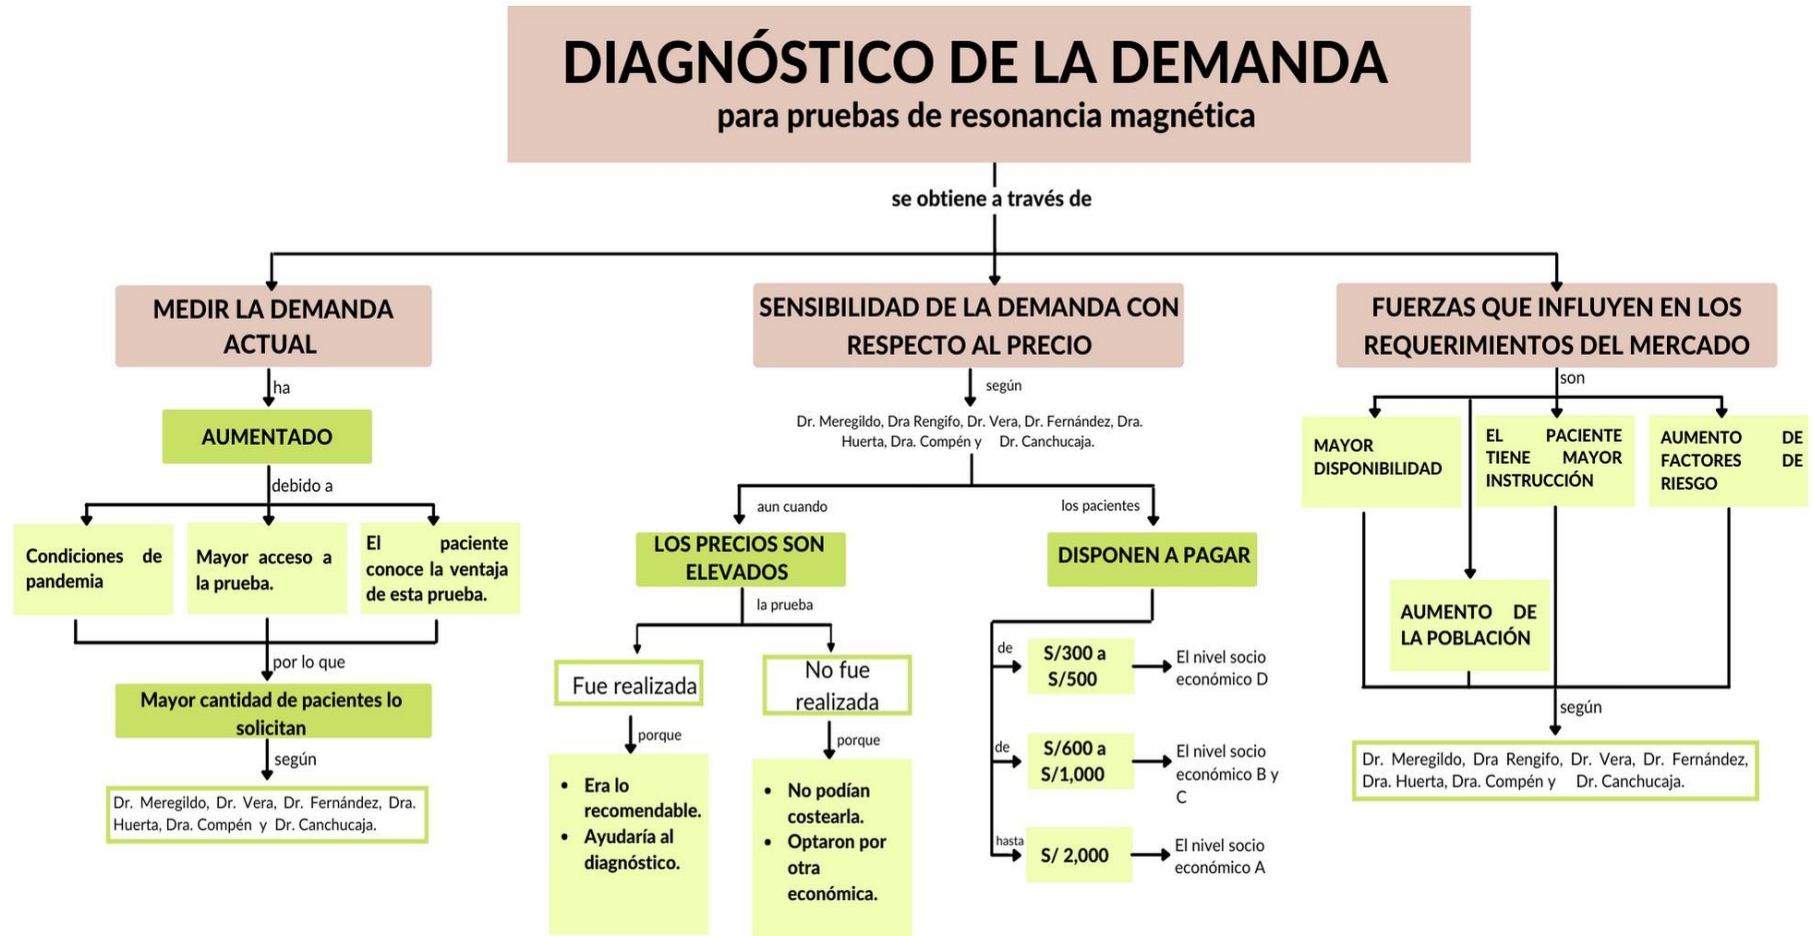 DIAGNÓSTICO DE LA DEMANDA
para pruebas de resonancia magnética
se obtiene a través de
MEDIR LA DEMANDA
ACTUAL
ha
AUMENTADO
debido a
Condiciones de
pandemia
Mayor acceso a
la prueba.
El paciente
conoce la ventaja
de esta prueba.
por lo que
Mayor cantidad de pacientes lo
solicitan
según
Dr. Meregildo, Dr. Vera, Dr. Fernández, Dra.
Huerta, Dra. Compén y Dr. Canchucaja.
SENSIBILIDAD DE LA DEMANDA CON
RESPECTO AL PRECIO
según
Dr. Meregildo, Dra Rengifo, Dr. Vera, Dr. Fernández, Dra.
Huerta, Dra. Compén y Dr. Canchucaja.
aun cuando
LOS PRECIOS SON
ELEVADOS
la prueba
Fue realizada
porque
• Era lo
recomendable.
• Ayudaría al
diagnóstico.
No fue
realizada
porque
• No podían
costearla.
• Optaron por
otra
económica.
los pacientes
DISPONEN A PAGAR
de
S/300 a
S/500
El nivel socio
económico D
de
S/600 a
S/1,000
El nivel socio
económico B y
C
hasta
S/ 2,000
El nivel socio
económico A
FUERZAS QUE INFLUYEN EN LOS
REQUERIMIENTOS DEL MERCADO
son
MAYOR
DISPONIBILIDAD
EL PACIENTE
TIENE MAYOR
INSTRUCCIÓN
AUMENTO DE
FACTORES DE
RIESGO
AUMENTO DE
LA POBLACIÓN
según
Dr. Meregildo, Dra Rengifo, Dr. Vera, Dr. Fernández,
Dra. Huerta, Dra. Compén y Dr. Canchucaja.